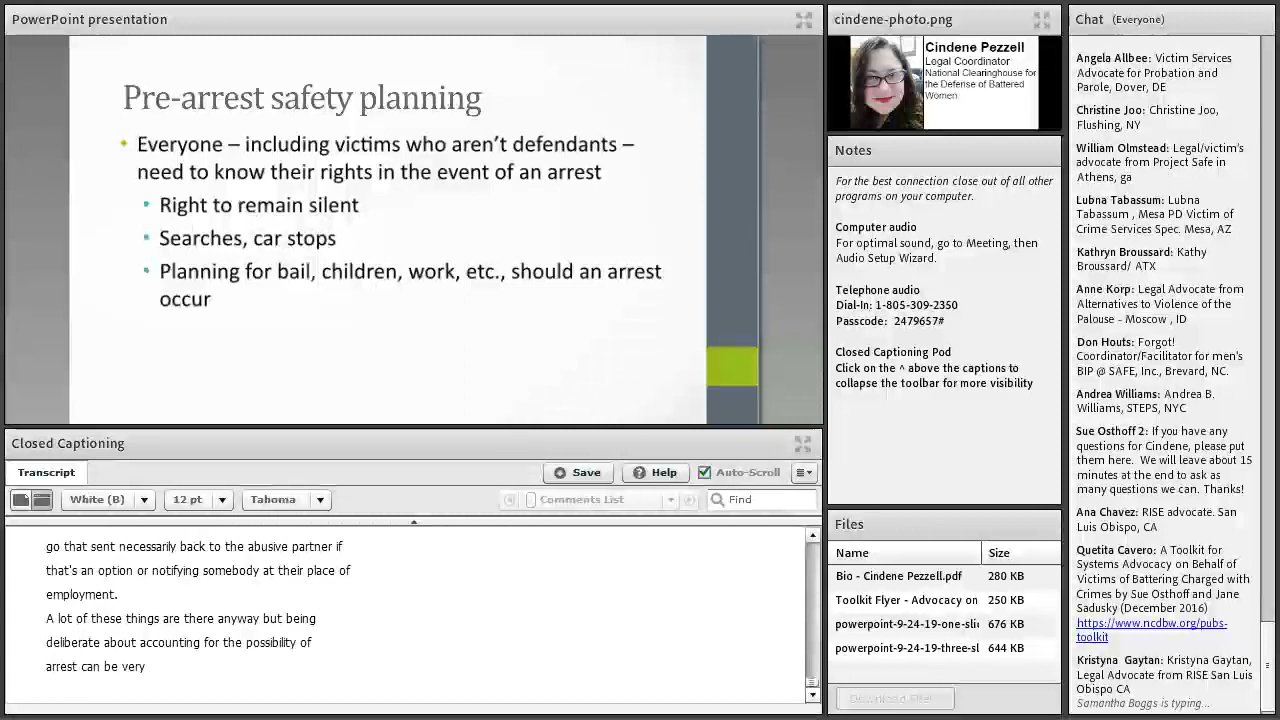 PowerPoint presentation
Pre-arrest safety planning
Everyone – including victims who aren't defendants –
need to know their rights in the event of an arrest
Right to remain silent
Searches, car stops
Planning for bail, children, work, etc., should an arrest
occur
Closed Captioning
Transcript
Save
Help
Auto-Scroll
White (B)
12 pt
Tahoma
Comments List
Find
go that sent necessarily back to the abusive partner if
that's an option or notifying somebody at their place of
employment.
A lot of these things are there anyway but being
deliberate about accounting for the possibility of
arrest can be very
cindene-photo.png
Cindene Pezzell
Legal Coordinator
National Clearinghouse for
the Defense of Battered
Women
Notes
For the best connection close out of all other
programs on your computer.
Computer audio
For optimal sound, go to Meeting, then
Audio Setup Wizard.
Telephone audio
Dial-In: 1-805-309-2350
Passcode: 2479657#
Closed Captioning Pod
Click on the ^ above the captions to
collapse the toolbar for more visibility
Files
Name Size
Bio - Cindene Pezzell.pdf 280 KB
Toolkit Flyer - Advocacy on 250 KB
powerpoint-9-24-19-one-sli 676 KB
powerpoint-9-24-19-three-sl 644 KB
Download File
Chat (Everyone)
Angela Allbee: Victim Services
Advocate for Probation and
Parole, Dover, DE
Christine Joo: Christine Joo,
Flushing, NY
William Olmstead: Legal/victim's
advocate from Project Safe in
Athens, ga
Lubna Tabassum: Lubna
Tabassum , Mesa PD Victim of
Crime Services Spec. Mesa, AZ
Kathryn Broussard: Kathy
Broussard/ ATX
Anne Korp: Legal Advocate from
Alternatives to Violence of the
Palouse - Moscow , ID
Don Houts: Forgot!
Coordinator/Facilitator for men's
BIP @ SAFE, Inc., Brevard, NC.
Andrea Williams: Andrea B.
Williams, STEPS, NYC
Sue Osthoff 2: If you have any
questions for Cindene, please put
them here. We will leave about 15
minutes at the end to ask as
many questions we can. Thanks!
Ana Chavez: RISE advocate. San
Luis Obispo, CA
Quetita Cavero: A Toolkit for
Systems Advocacy on Behalf of
Victims of Battering Charged with
Crimes by Sue Osthoff and Jane
Sadusky (December 2016)
https://www.ncdbw.org/pubs-
toolkit
Kristyna Gaytan: Kristyna Gaytan,
Legal Advocate from RISE San Luis
Obispo CA
Samantha Boggs is typing...